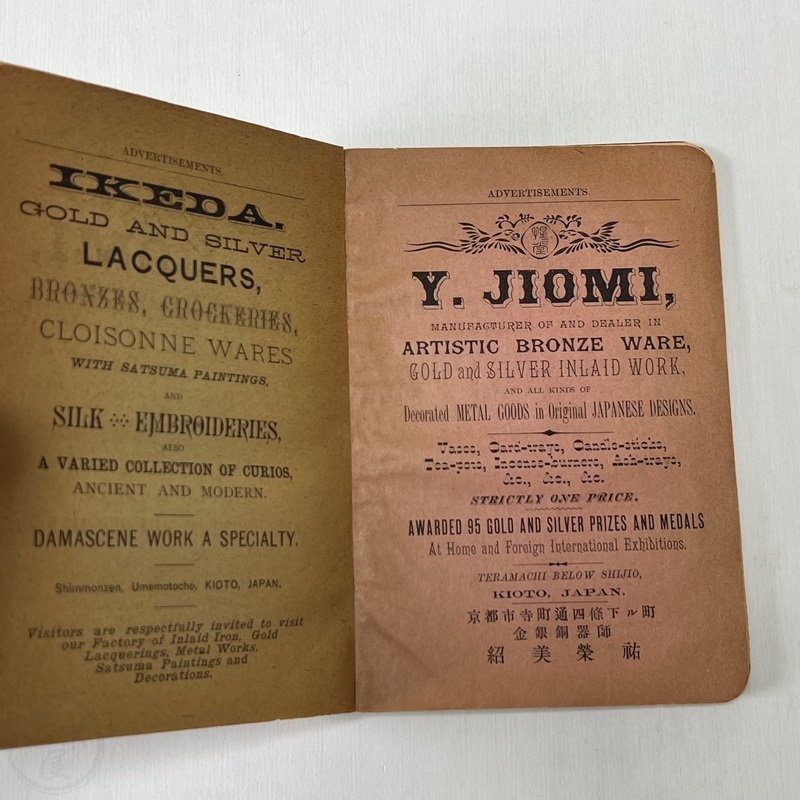 ADVERTISEMENTS.
IKEDA.
GOLD AND SILVER
LACQUERS,
BRONZES, CROCKERIES,
CLOISONNE WARES
WITH SATSUMA PAINTINGS,
AND
SILK EMBROIDERIES,
ALSO
A VARIED COLLECTION OF CURIOS,
ANCIENT AND MODERN.
DAMASCENE WORK A SPECIALTY.
Shimmonzen, Umemotocho, KIOTO, JAPAN.
Visitors are respectfully invited to visit
our Factory of Inlaid Iron, Gold
Lacquerings, Metal Works,
Satsuma Paintings and
Decorations.
ADVERTISEMENTS.
Y. JIOMI,
MANUFACTURER OF AND DEALER IN
ARTISTIC BRONZE WARE,
GOLD and SILVER INLAID WORK,
AND ALL KINDS OF
Decorated METAL GOODS in Original JAPANESE DESIGNS.
Vases, Card-trays, Candle-sticks,
Tea-pots, Incense-burners, Ash-trays,
&c., &c., &c.
STRICTLY ONE PRICE.
AWARDED 95 GOLD AND SILVER PRIZES AND MEDALS
At Home and Foreign International Exhibitions.
TERAMACHI BELOW SHIJIO,
KIOTO, JAPAN.
京都市寺町通四條下ル町
金銀銅器師
紹美榮祐